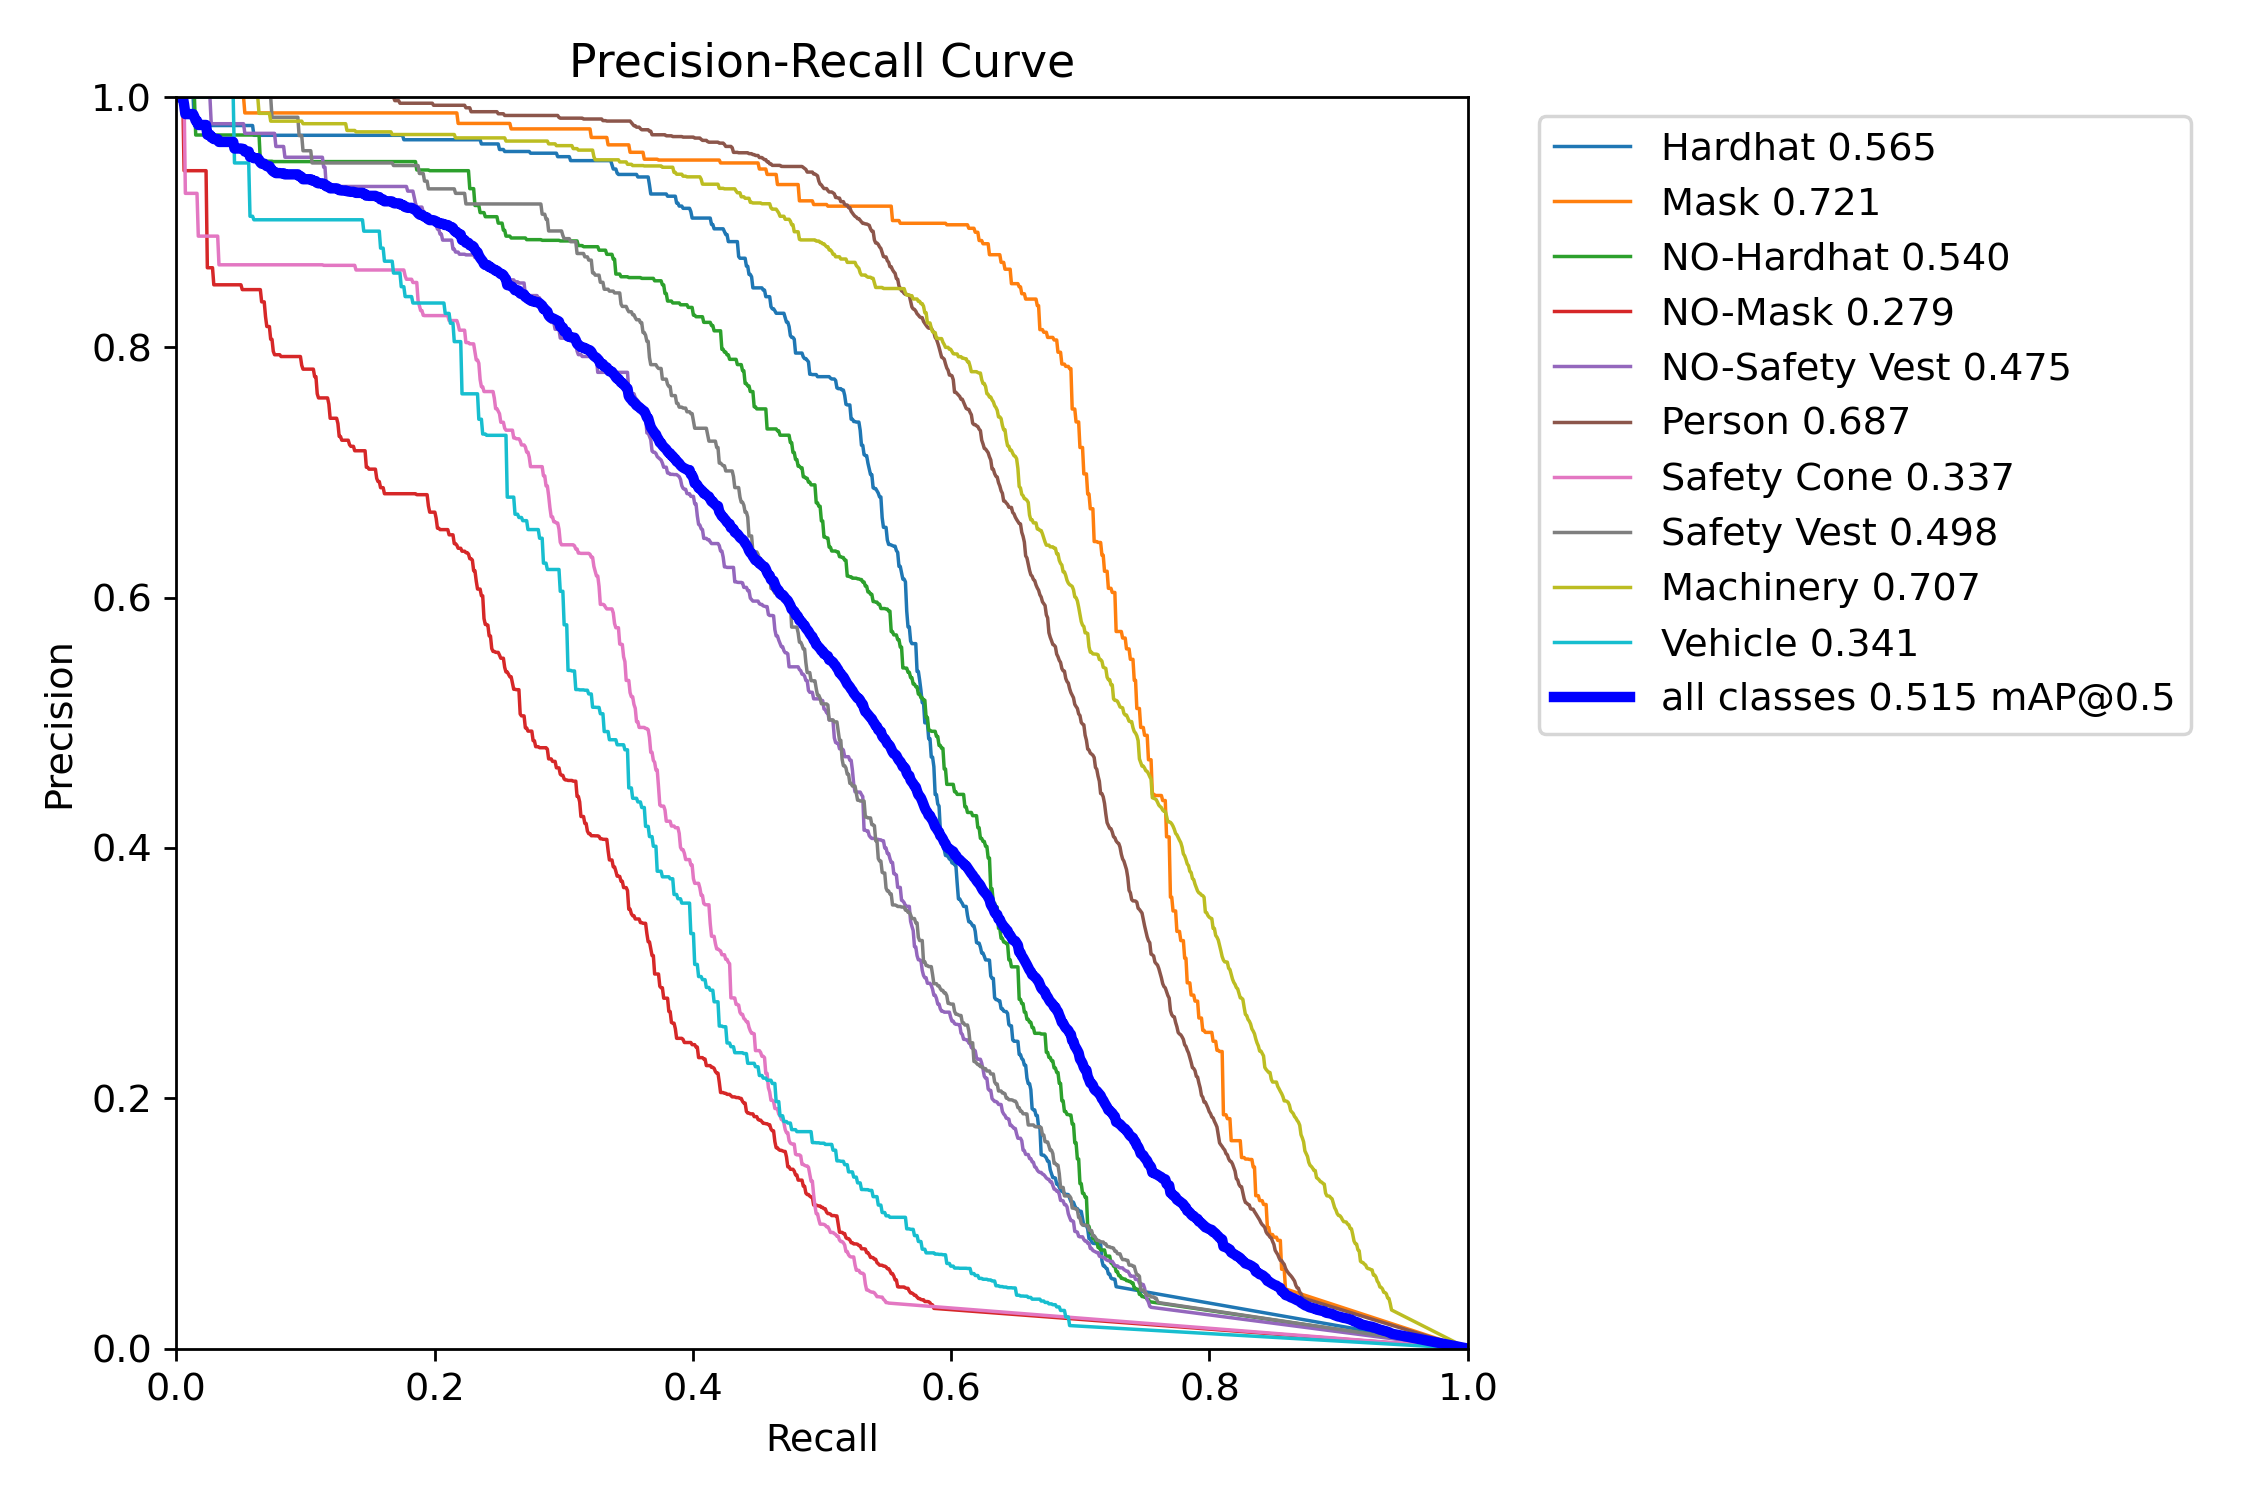 Precision-Recall Curve
1.0
0.8
0.6
0.4
0.2
0.0
Precision
0.0 0.2 0.4 0.6 0.8 1.0
Recall
Hardhat 0.565
Mask 0.721
NO-Hardhat 0.540
NO-Mask 0.279
NO-Safety Vest 0.475
Person 0.687
Safety Cone 0.337
Safety Vest 0.498
Machinery 0.707
Vehicle 0.341
all classes 0.515 mAP@0.5